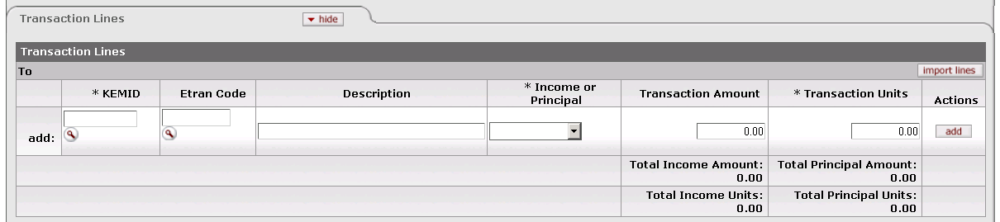 Transaction Lines
hide
Transaction Lines
To
import lines
* KEMID
Etran Code
Description
* Income or
Principal
Transaction Amount
* Transaction Units
Actions
add:
0.00
0.00
add
Total Income Amount:
0.00
Total Principal Amount:
0.00
Total Income Units:
0.00
Total Principal Units:
0.00